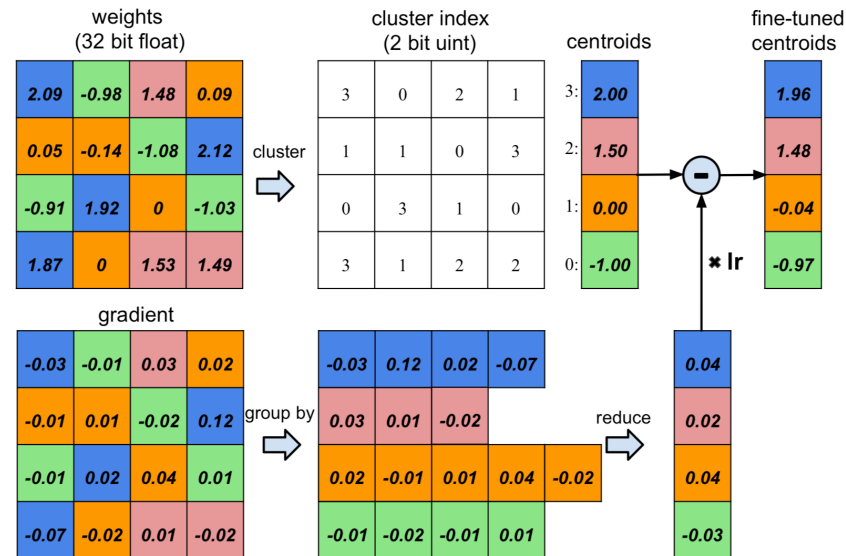 weights
(32 bit float)
cluster index
(2 bit uint)
centroids
fine-tuned
centroids
2.09 -0.98 1.48 0.09
3 0 2 1
3: 2.00
1.96
0.05 -0.14 -1.08 2.12
cluster
1 1 0 3
2: 1.50
-
1.48
-0.91 1.92 0 -1.03
0 3 1 0
1: 0.00
-0.04
1.87 0 1.53 1.49
3 1 2 2
0: -1.00
× lr
-0.97
gradient
-0.03 -0.01 0.03 0.02
-0.03 0.12 0.02 -0.07
0.04
-0.01 0.01 -0.02 0.12
group by
0.03 0.01 -0.02
reduce
0.02
-0.01 0.02 0.04 0.01
0.02 -0.01 0.01 0.04 -0.02
0.04
-0.07 -0.02 0.01 -0.02
-0.01 -0.02 -0.01 0.01
-0.03